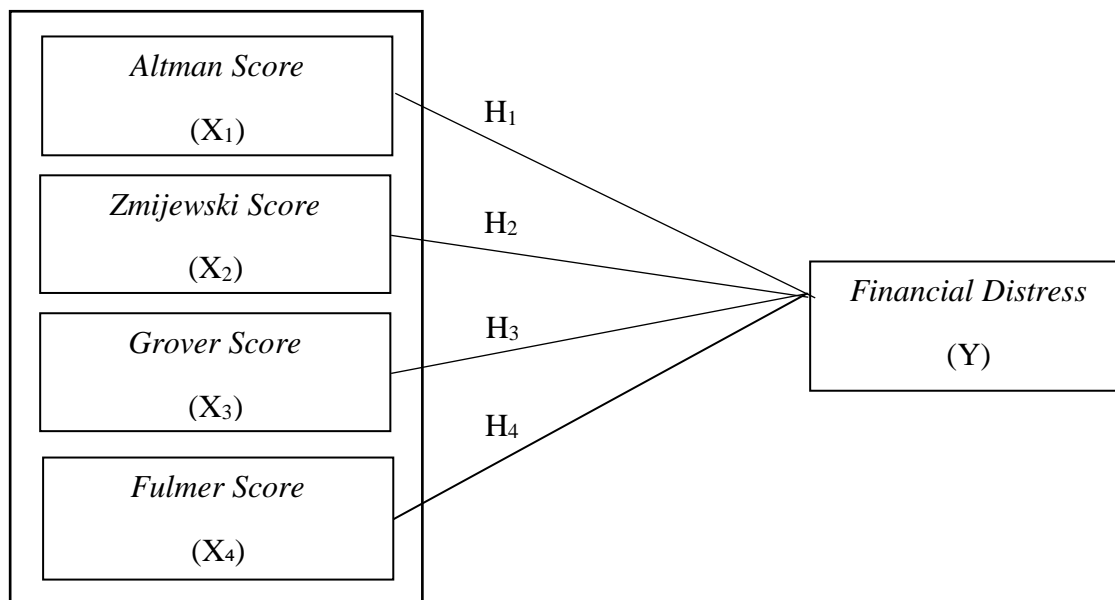 Altman Score
(X₁)
H₁
Zmijewski Score
(X₂)
H₂
Grover Score
(X₃)
H₃
Fulmer Score
(X₄)
H₄
Financial Distress
(Y)